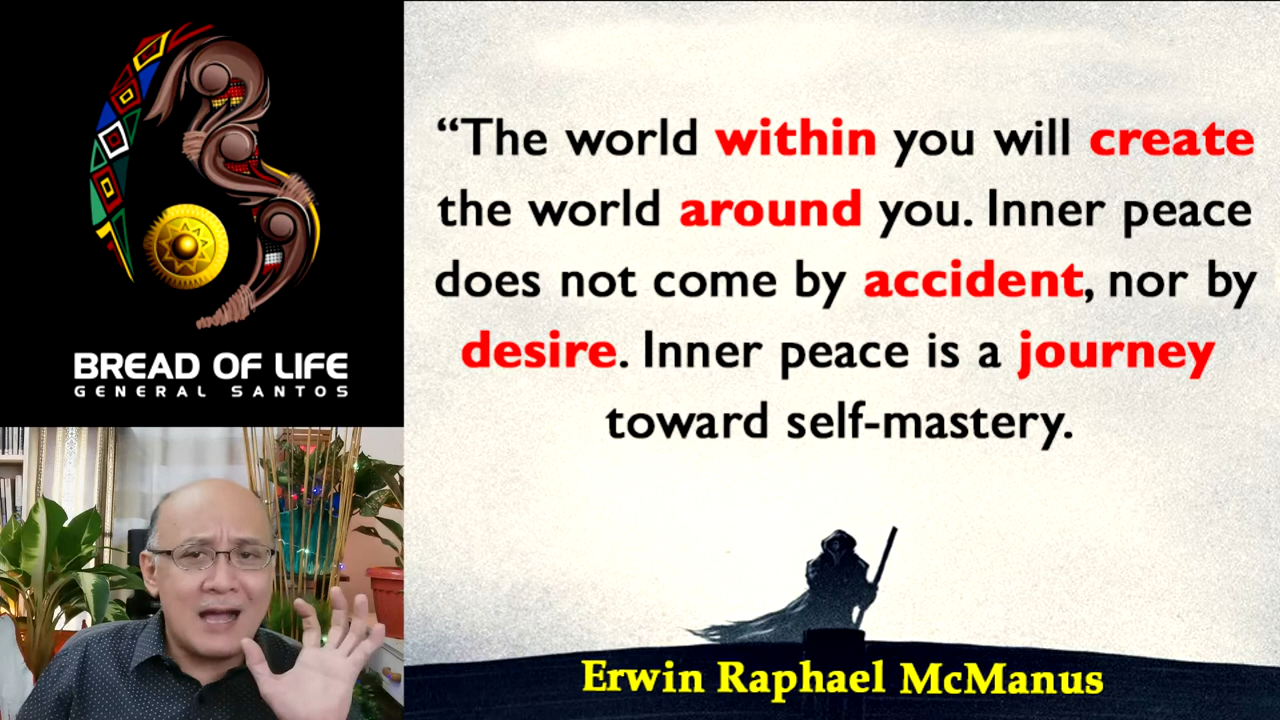 BREAD OF LIFE
GENERAL SANTOS
“The world within you will create
the world around you. Inner peace
does not come by accident, nor by
desire. Inner peace is a journey
toward self-mastery.
Erwin Raphael McManus